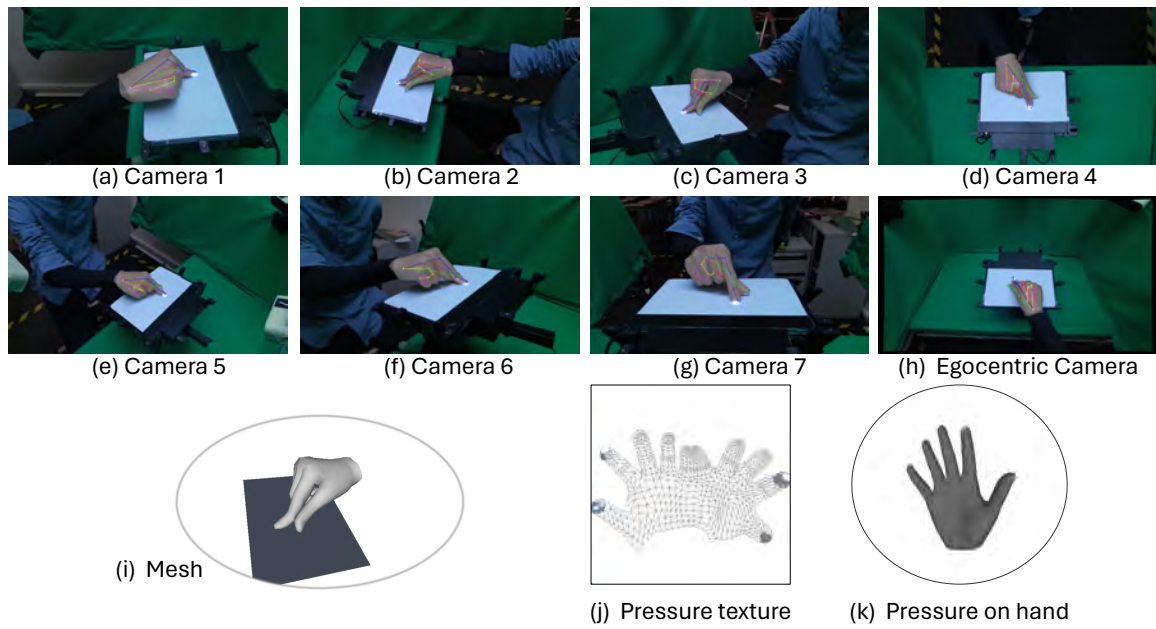 (a) Camera 1
(b) Camera 2
(c) Camera 3
(d) Camera 4
(e) Camera 5
(f) Camera 6
(g) Camera 7
(h) Egocentric Camera
(i) Mesh
(j) Pressure texture
(k) Pressure on hand